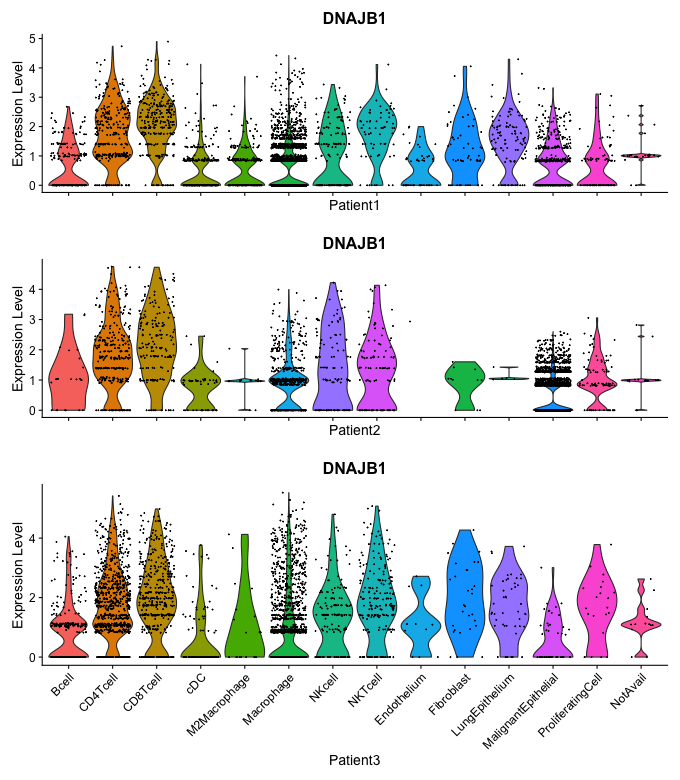 DNAJB1
Expression Level
5
4
3
2
1
0
Patient1
DNAJB1
Expression Level
4
3
2
1
0
Patient2
DNAJB1
Expression Level
4
2
0
Bcell
CD4Tcell
CD8Tcell
cDC
M2Macrophage
Macrophage
NKcell
NKTcell
Endothelium
Fibroblast
LungEpithelium
MalignantEpithelial
ProliferatingCell
NotAvail
Patient3